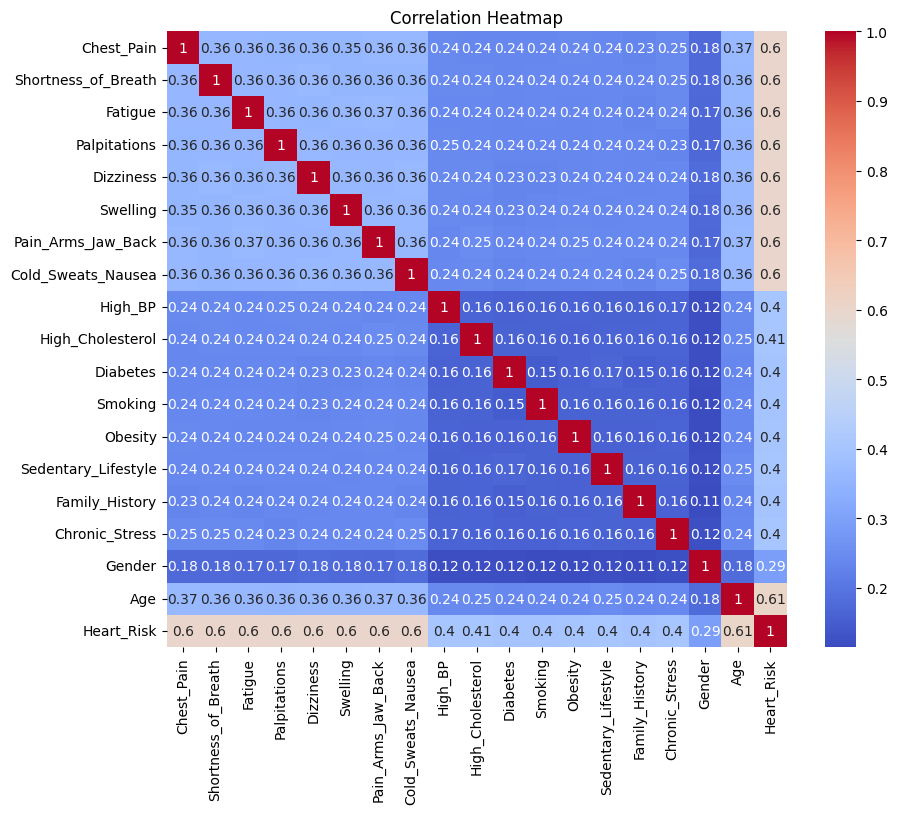 Correlation Heatmap
Chest_Pain 1 0.36 0.36 0.36 0.36 0.35 0.36 0.36 0.24 0.24 0.24 0.24 0.24 0.24 0.23 0.25 0.18 0.37 0.6
Shortness_of_Breath 0.36 1 0.36 0.36 0.36 0.36 0.36 0.36 0.24 0.24 0.24 0.24 0.24 0.24 0.24 0.25 0.18 0.36 0.6
Fatigue 0.36 0.36 1 0.36 0.36 0.36 0.37 0.36 0.24 0.24 0.24 0.24 0.24 0.24 0.24 0.24 0.17 0.36 0.6
Palpitations 0.36 0.36 0.36 1 0.36 0.36 0.36 0.36 0.25 0.24 0.24 0.24 0.24 0.24 0.24 0.23 0.17 0.36 0.6
Dizziness 0.36 0.36 0.36 0.36 1 0.36 0.36 0.36 0.24 0.24 0.23 0.23 0.24 0.24 0.24 0.24 0.18 0.36 0.6
Swelling 0.35 0.36 0.36 0.36 0.36 1 0.36 0.36 0.24 0.24 0.23 0.24 0.24 0.24 0.24 0.24 0.18 0.36 0.6
Pain_Arms_Jaw_Back 0.36 0.36 0.37 0.36 0.36 0.36 1 0.36 0.24 0.25 0.24 0.24 0.25 0.24 0.24 0.24 0.17 0.37 0.6
Cold_Sweats_Nausea 0.36 0.36 0.36 0.36 0.36 0.36 0.36 1 0.24 0.24 0.24 0.24 0.24 0.24 0.24 0.25 0.18 0.36 0.6
High_BP 0.24 0.24 0.24 0.25 0.24 0.24 0.24 0.24 1 0.16 0.16 0.16 0.16 0.16 0.16 0.17 0.12 0.24 0.4
High_Cholesterol 0.24 0.24 0.24 0.24 0.24 0.24 0.25 0.24 0.16 1 0.16 0.16 0.16 0.16 0.16 0.16 0.12 0.25 0.41
Diabetes 0.24 0.24 0.24 0.24 0.23 0.23 0.24 0.24 0.16 0.16 1 0.15 0.16 0.17 0.15 0.16 0.12 0.24 0.4
Smoking 0.24 0.24 0.24 0.24 0.23 0.24 0.24 0.24 0.16 0.16 0.15 1 0.16 0.16 0.16 0.16 0.12 0.24 0.4
Obesity 0.24 0.24 0.24 0.24 0.24 0.24 0.25 0.24 0.16 0.16 0.16 0.16 1 0.16 0.16 0.16 0.12 0.24 0.4
Sedentary_Lifestyle 0.24 0.24 0.24 0.24 0.24 0.24 0.24 0.24 0.16 0.16 0.17 0.16 0.16 1 0.16 0.16 0.12 0.25 0.4
Family_History 0.23 0.24 0.24 0.24 0.24 0.24 0.24 0.24 0.16 0.16 0.15 0.16 0.16 0.16 1 0.16 0.11 0.24 0.4
Chronic_Stress 0.25 0.25 0.24 0.23 0.24 0.24 0.24 0.25 0.17 0.16 0.16 0.16 0.16 0.16 0.16 1 0.12 0.24 0.4
Gender 0.18 0.18 0.17 0.17 0.18 0.18 0.17 0.18 0.12 0.12 0.12 0.12 0.12 0.12 0.11 0.12 1 0.18 0.29
Age 0.37 0.36 0.36 0.36 0.36 0.36 0.37 0.36 0.24 0.25 0.24 0.24 0.24 0.25 0.24 0.24 0.18 1 0.61
Heart_Risk 0.6 0.6 0.6 0.6 0.6 0.6 0.6 0.6 0.4 0.41 0.4 0.4 0.4 0.4 0.4 0.4 0.29 0.61 1
Chest_Pain
Shortness_of_Breath
Fatigue
Palpitations
Dizziness
Swelling
Pain_Arms_Jaw_Back
Cold_Sweats_Nausea
High_BP
High_Cholesterol
Diabetes
Smoking
Obesity
Sedentary_Lifestyle
Family_History
Chronic_Stress
Gender
Age
Heart_Risk
1.0
0.9
0.8
0.7
0.6
0.5
0.4
0.3
0.2